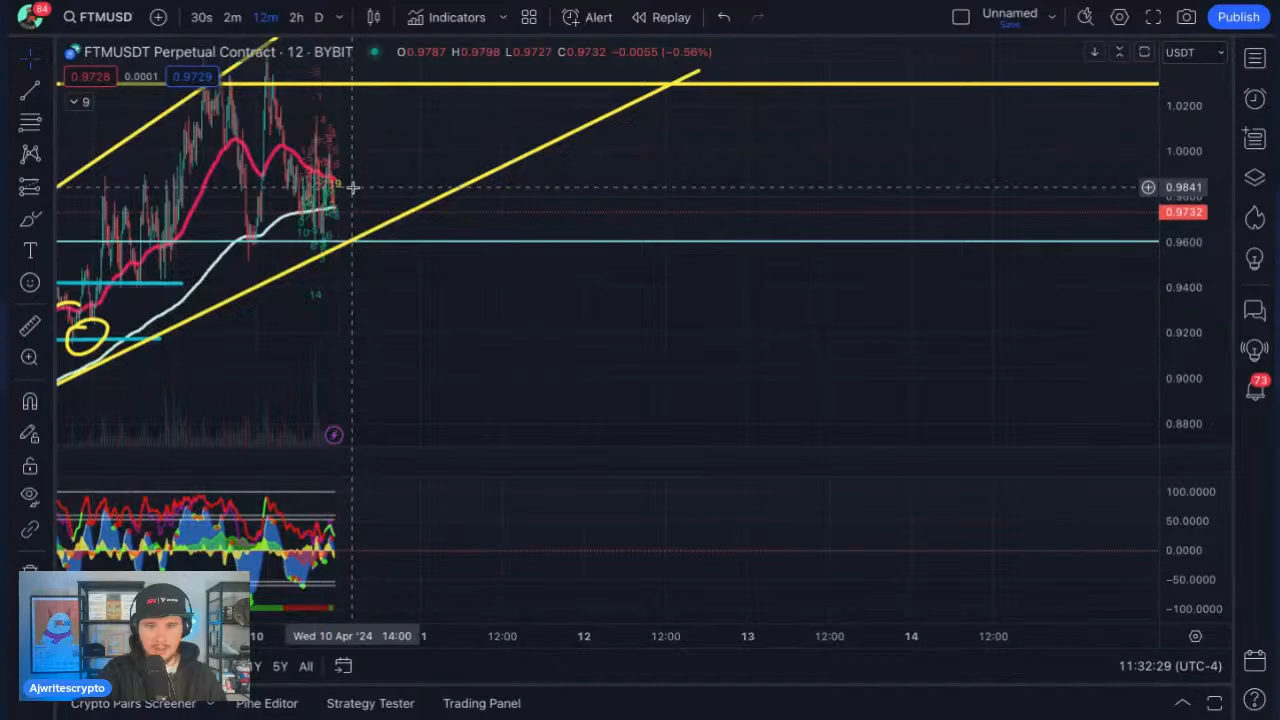 84
FTMUSD
30s 2m 12m 2h D
Indicators
Alert
Replay
Unnamed
Save
Publish
FTMUSDT Perpetual Contract · 12 · BYBIT
O0.9787 H0.9798 L0.9727 C0.9732 −0.0055 (−0.56%)
USDT
0.9728 0.0001 0.9729
9
1.0200
1.0000
0.9841
0.9800
0.9732
0.9600
0.9400
14
0.9200
0.9000
0.8800
100.0000
50.0000
0.0000
−50.0000
−100.0000
73
10 Wed 10 Apr '24 14:00 1 12:00 12 12:00 13 12:00 14 12:00
1Y 5Y All
11:32:29 (UTC-4)
Ajwritescrypto
Crypto Pairs Screener
Pine Editor
Strategy Tester
Trading Panel